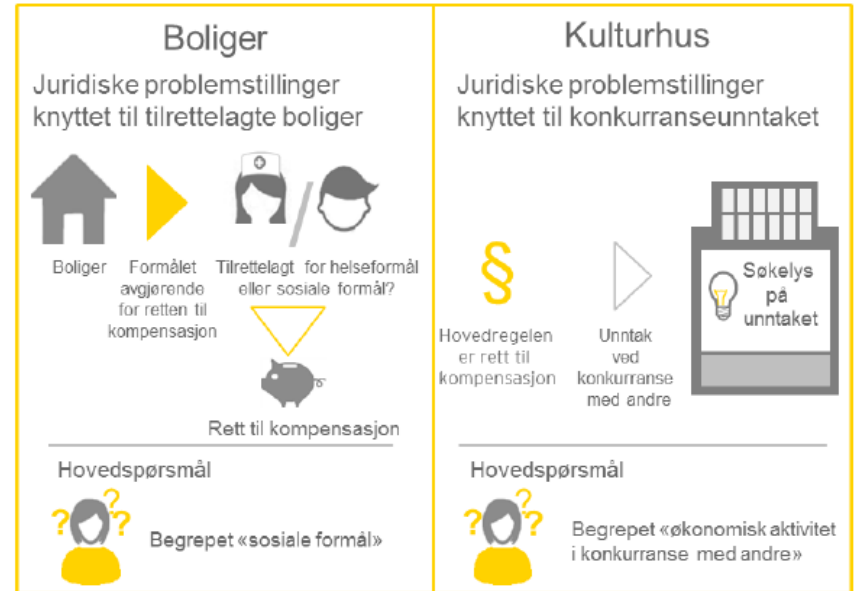 Boliger
Juridiske problemstillinger
knyttet til tilrettelagte boliger
Boliger
Formålet
avgjørende
for retten til
kompensasjon
Tilrettelagt for helseformål
eller sosiale formål?
Rett til kompensasjon
Hovedspørsmål
? ? ?
Begrepet «sosiale formål»
Kulturhus
Juridiske problemstillinger
knyttet til konkurranseunntaket
§
Hovedregelen
er rett til
kompensasjon
Unntak
ved
konkurranse
med andre
Søkelys
på
unntaket
Hovedspørsmål
? ? ?
Begrepet «økonomisk aktivitet
i konkurranse med andre»